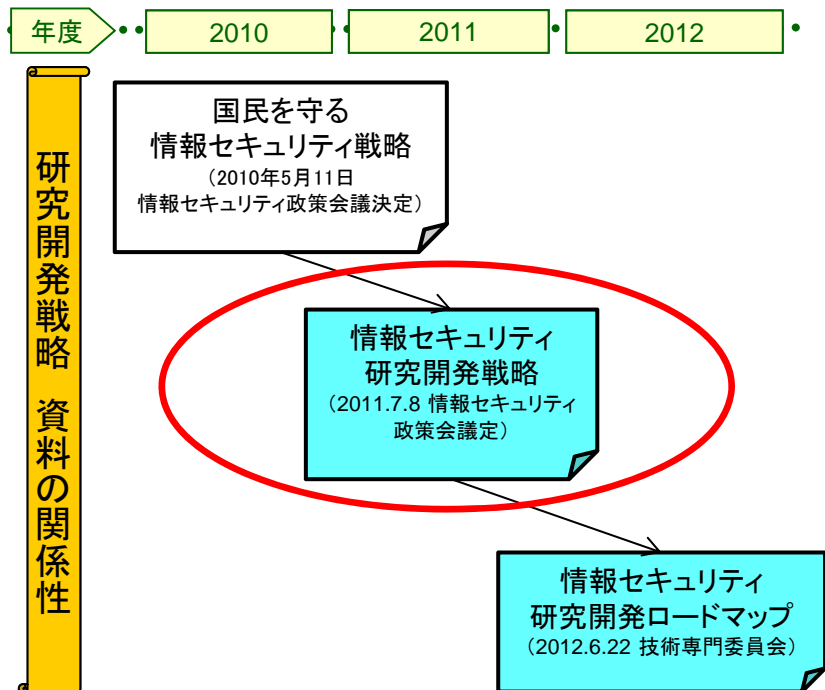 年度
2010
2011
2012
研究開発戦略 資料の関係性
国民を守る
情報セキュリティ戦略
（2010年5月11日
情報セキュリティ政策会議決定）
情報セキュリティ
研究開発戦略
（2011.7.8 情報セキュリティ
政策会議定）
情報セキュリティ
研究開発ロードマップ
（2012.6.22 技術専門委員会）